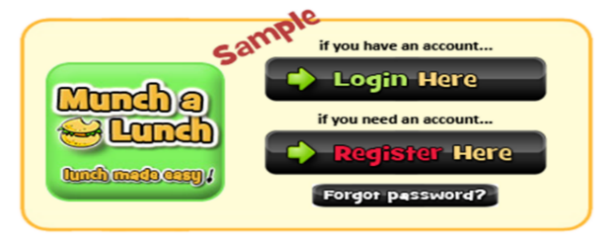 Sample
Munch a
Lunch
lunch made easy!
if you have an account...
Login Here
if you need an account...
Register Here
Forgot password?